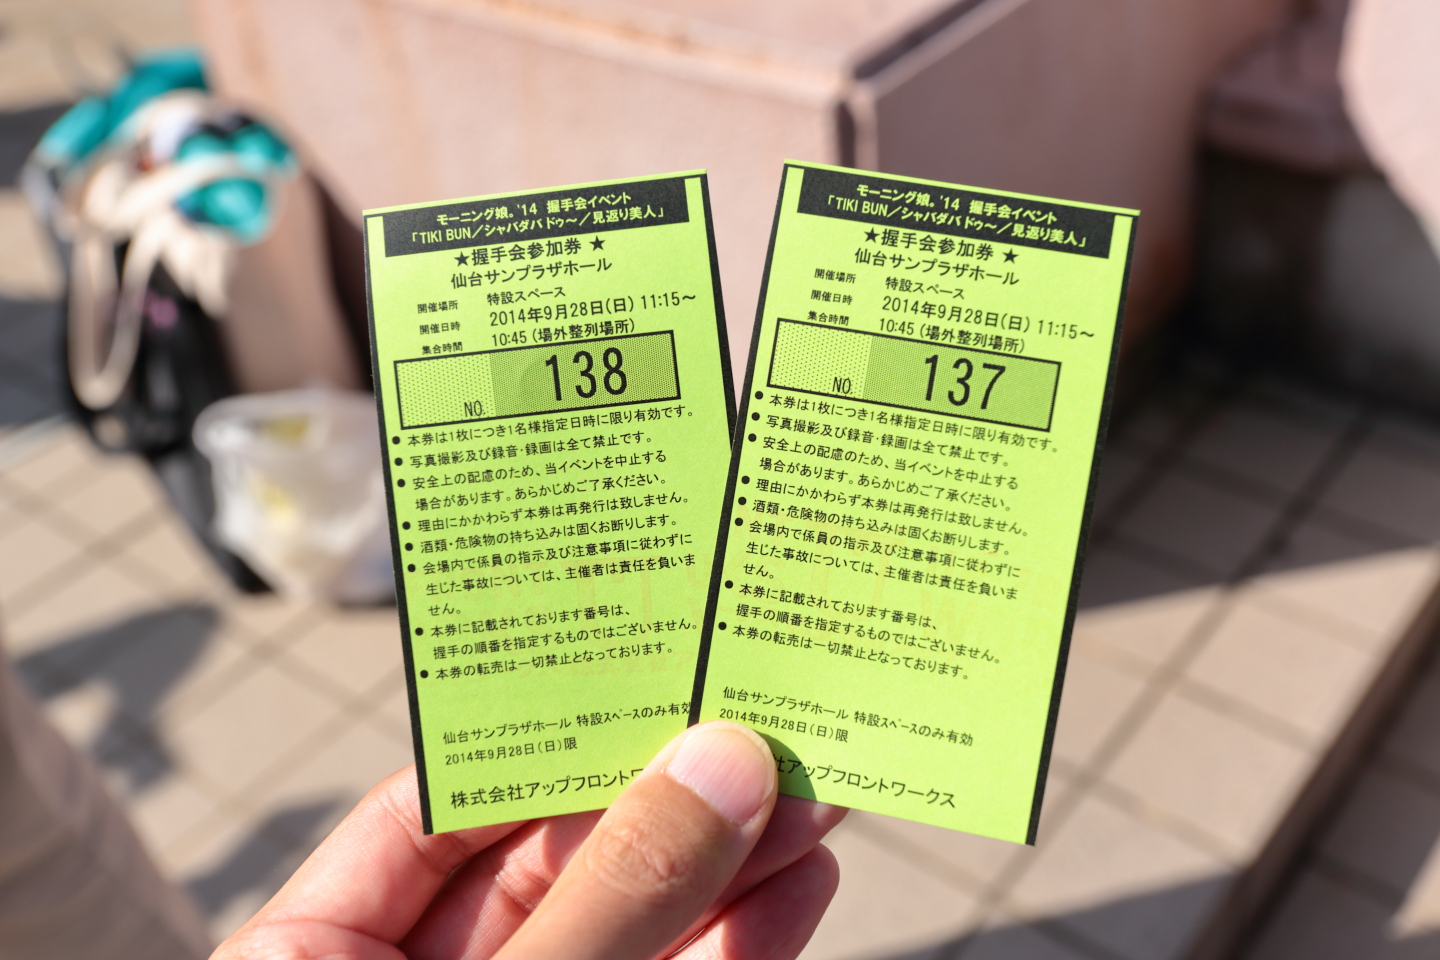 モーニング娘。'14 握手会イベント
「TIKI BUN／シャバダバ ドゥ～／見返り美人」
★握手会参加券 ★
仙台サンプラザホール
開催場所 特設スペース
開催日時 2014年9月28日(日) 11:15～
集合時間 10:45 (場外整列場所)
NO. 138
● 本券は1枚につき1名様指定日時に限り有効です。
● 写真撮影及び録音・録画は全て禁止です。
● 安全上の配慮のため、当イベントを中止する
場合があります。あらかじめご了承ください。
● 理由にかかわらず本券は再発行は致しません。
● 酒類・危険物の持ち込みは固くお断りします。
● 会場内で係員の指示及び注意事項に従わずに
生じた事故については、主催者は責任を負いま
せん。
● 本券に記載されております番号は、
握手の順番を指定するものではございません。
● 本券の転売は一切禁止となっております。
仙台サンプラザホール 特設スペースのみ有効
2014年9月28日(日)限
株式会社アップフロントワ
モーニング娘。'14 握手会イベント
「TIKI BUN／シャバダバ ドゥ～／見返り美人」
★握手会参加券 ★
仙台サンプラザホール
開催場所 特設スペース
開催日時 2014年9月28日(日) 11:15～
集合時間 10:45 (場外整列場所)
NO. 137
● 本券は1枚につき1名様指定日時に限り有効です。
● 写真撮影及び録音・録画は全て禁止です。
● 安全上の配慮のため、当イベントを中止する
場合があります。あらかじめご了承ください。
● 理由にかかわらず本券は再発行は致しません。
● 酒類・危険物の持ち込みは固くお断りします。
● 会場内で係員の指示及び注意事項に従わずに
生じた事故については、主催者は責任を負いま
せん。
● 本券に記載されております番号は、
握手の順番を指定するものではございません。
● 本券の転売は一切禁止となっております。
仙台サンプラザホール 特設スペースのみ有効
2014年9月28日(日)限
社アップフロントワークス